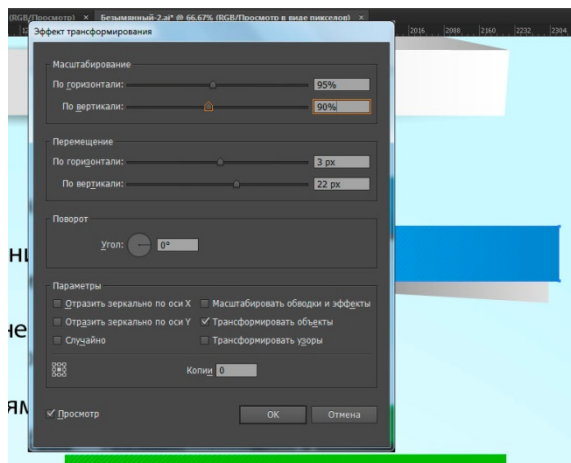 (RGB/Просмотр) × Безымянный-2.ai* @ 66.67% (RGB/Просмотр в виде пикселов) ×
2016 2088 2160 2232 2304
Эффект трансформирования
Масштабирование
По горизонтали: 95%
По вертикали: 90%
Перемещение
По горизонтали: 3 px
По вертикали: 22 px
Поворот
Угол: 0°
Параметры
Отразить зеркально по оси X Масштабировать обводки и эффекты
Отразить зеркально по оси Y Трансформировать объекты
Случайно Трансформировать узоры
Копии 0
Просмотр OK Отмена